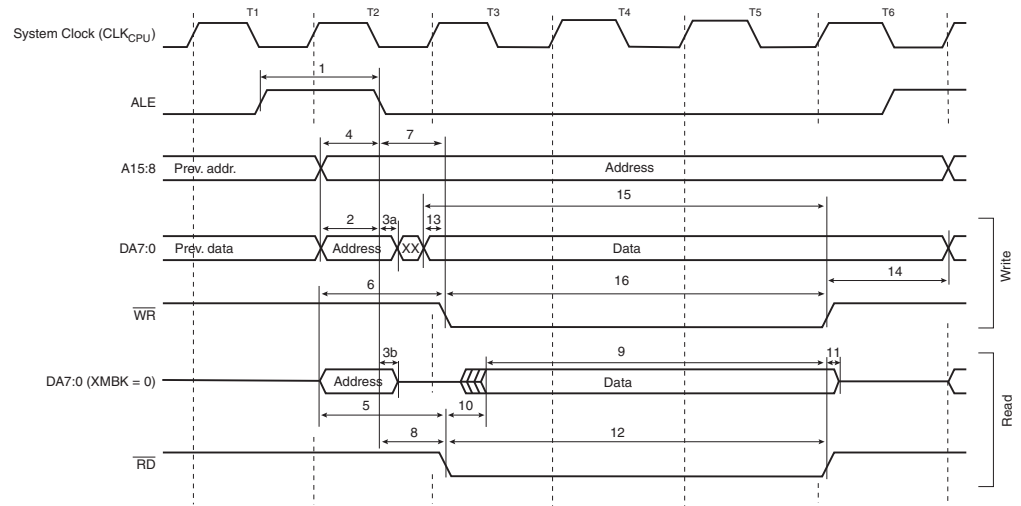 T1 T2 T3 T4 T5 T6
System Clock (CLKCPU)
1
ALE
4 7
A15:8 Prev. addr. Address
15
2 3a 13
DA7:0 Prev. data Address XX Data
14
6 16
WR
Write
3b 9 11
DA7:0 (XMBK = 0) Address Data
5 10
8 12
RD
Read